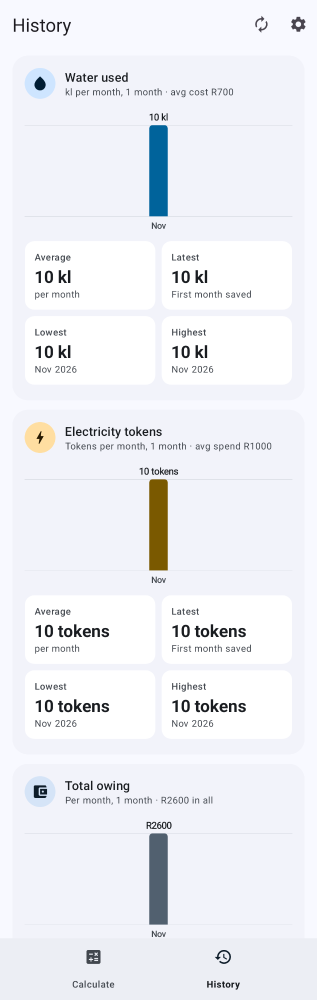 History
Water used
kl per month, 1 month · avg cost R700
10 kl
Nov
Average
10 kl
per month
Latest
10 kl
First month saved
Lowest
10 kl
Nov 2026
Highest
10 kl
Nov 2026
Electricity tokens
Tokens per month, 1 month · avg spend R1000
10 tokens
Nov
Average
10 tokens
per month
Latest
10 tokens
First month saved
Lowest
10 tokens
Nov 2026
Highest
10 tokens
Nov 2026
Total owing
Per month, 1 month · R2600 in all
R2600
Nov
Calculate
History